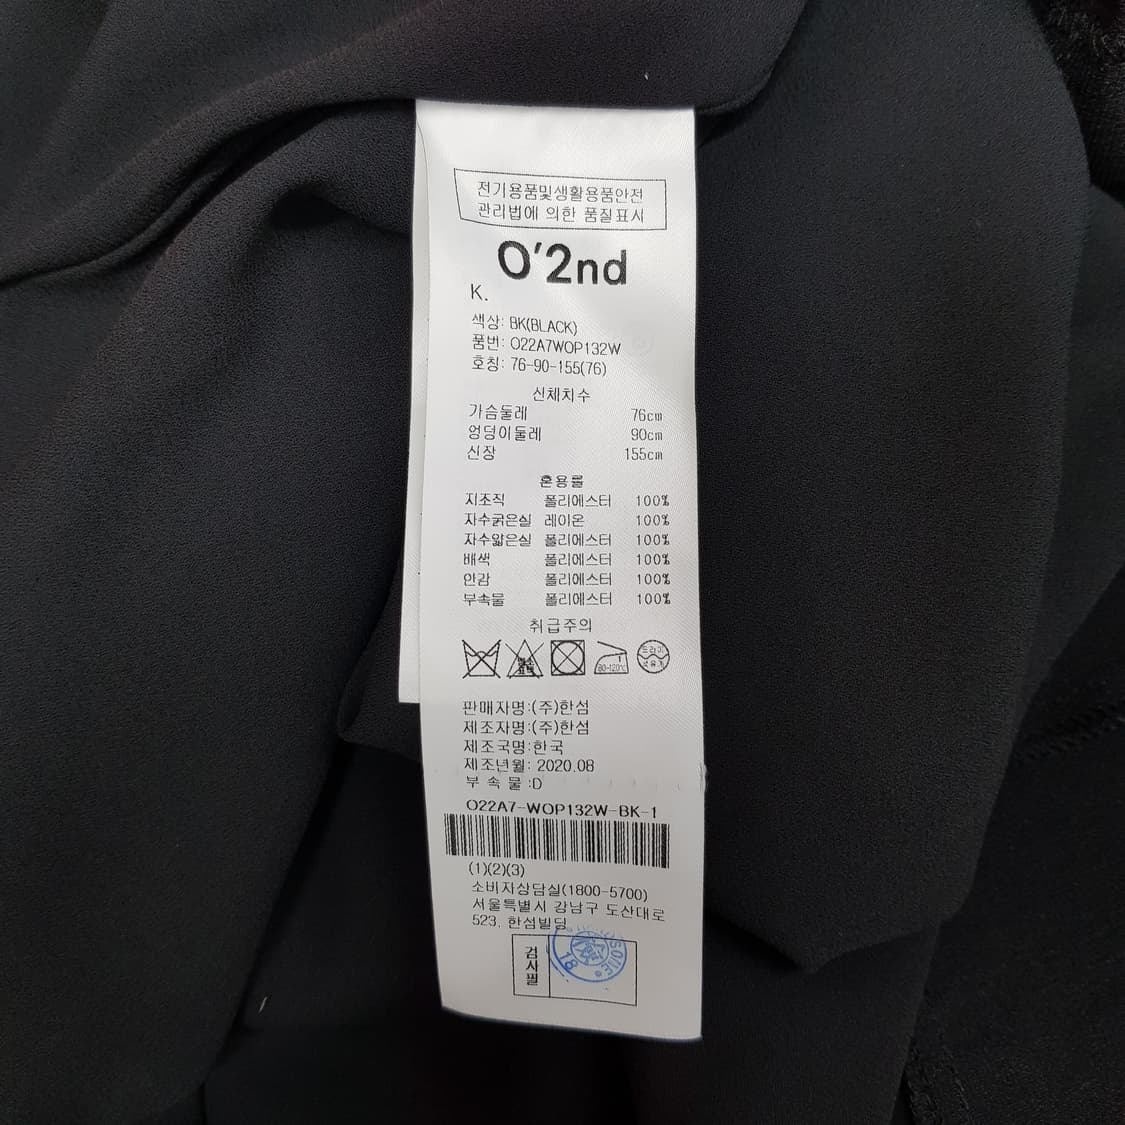 전기용품및생활용품안전
관리법에 의한 품질표시
O'2nd
K.
색상: BK(BLACK)
품번: O22A7WOP132W
호칭: 76-90-155(76)
신체치수
가슴둘레 76cm
엉덩이둘레 90cm
신장 155cm
혼용률
지조직 폴리에스터 100%
자수굵은실 레이온 100%
자수얇은실 폴리에스터 100%
배색 폴리에스터 100%
안감 폴리에스터 100%
부속물 폴리에스터 100%
취급주의
80-120℃
드라이
판매자명:(주)한섬
제조자명:(주)한섬
제조국명:한국
제조년월: 2020.08
부 속 물 :D
O22A7-WOP132W-BK-1
(1)(2)(3)
소비자상담실(1800-5700)
서울특별시 강남구 도산대로
523, 한섬빌딩
검사필
18